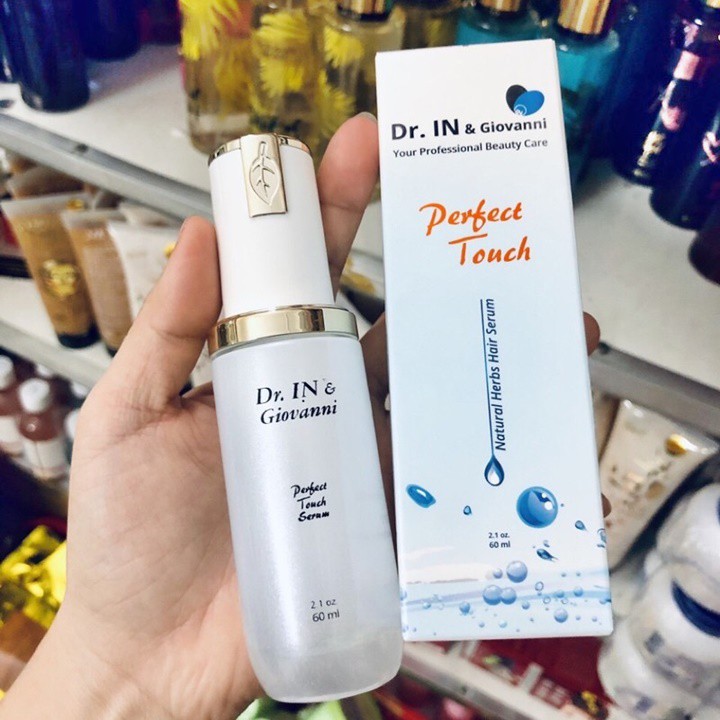 Dr. IN &
Giovanni
Perfect
Touch
Serum
2.1 oz.
60 ml
Dr. IN & Giovanni
Your Professional Beauty Care
Perfect
Touch
Natural Herbs Hair Serum
2.1 oz.
60 ml